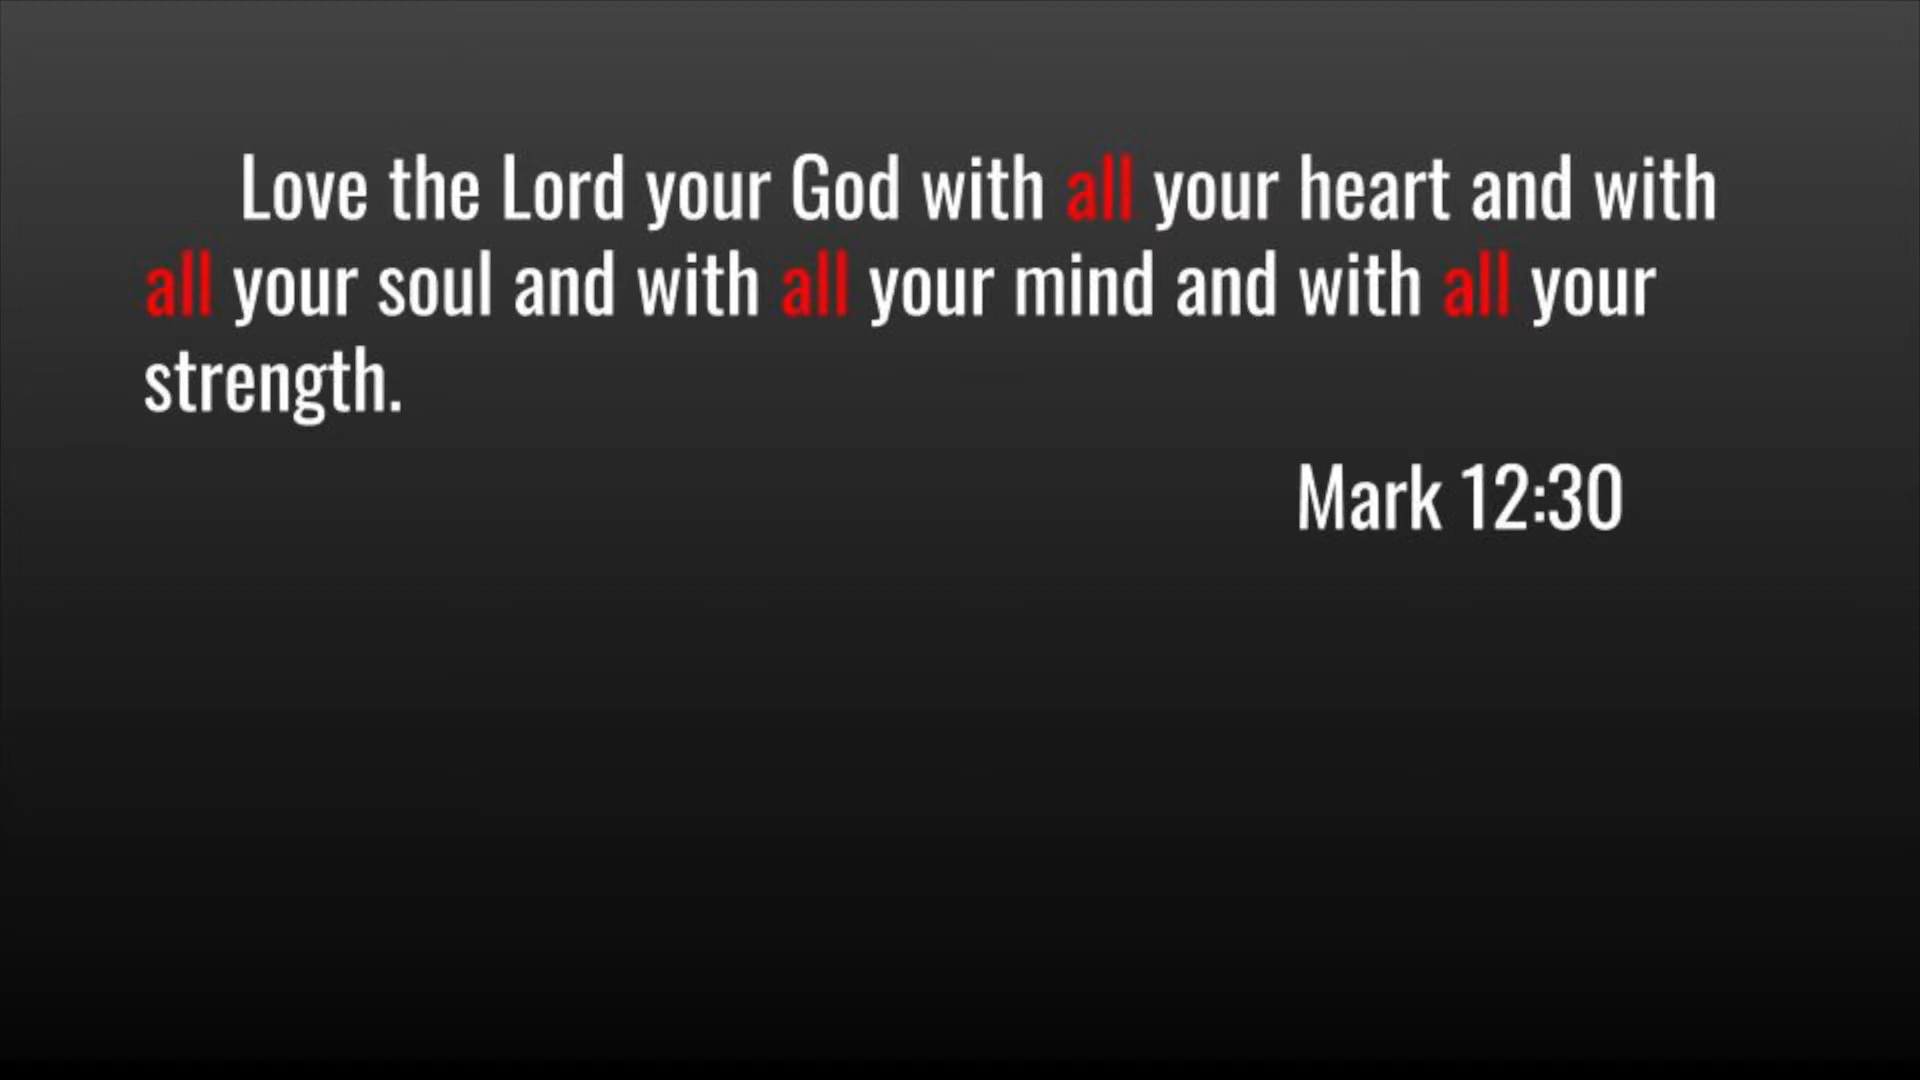 Love the Lord your God with all your heart and with
all your soul and with all your mind and with all your
strength.
Mark 12:30